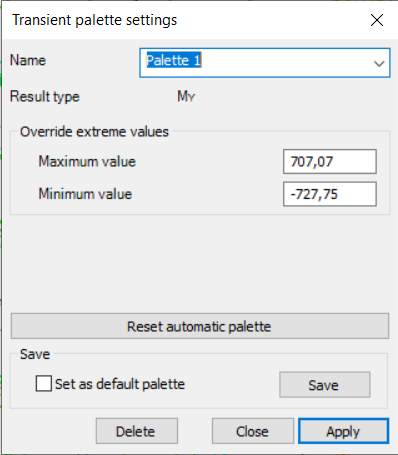 Transient palette settings
Name Palette 1
Result type My
Override extreme values
Maximum value 707,07
Minimum value -727,75
Reset automatic palette
Save
Set as default palette Save
Delete Close Apply